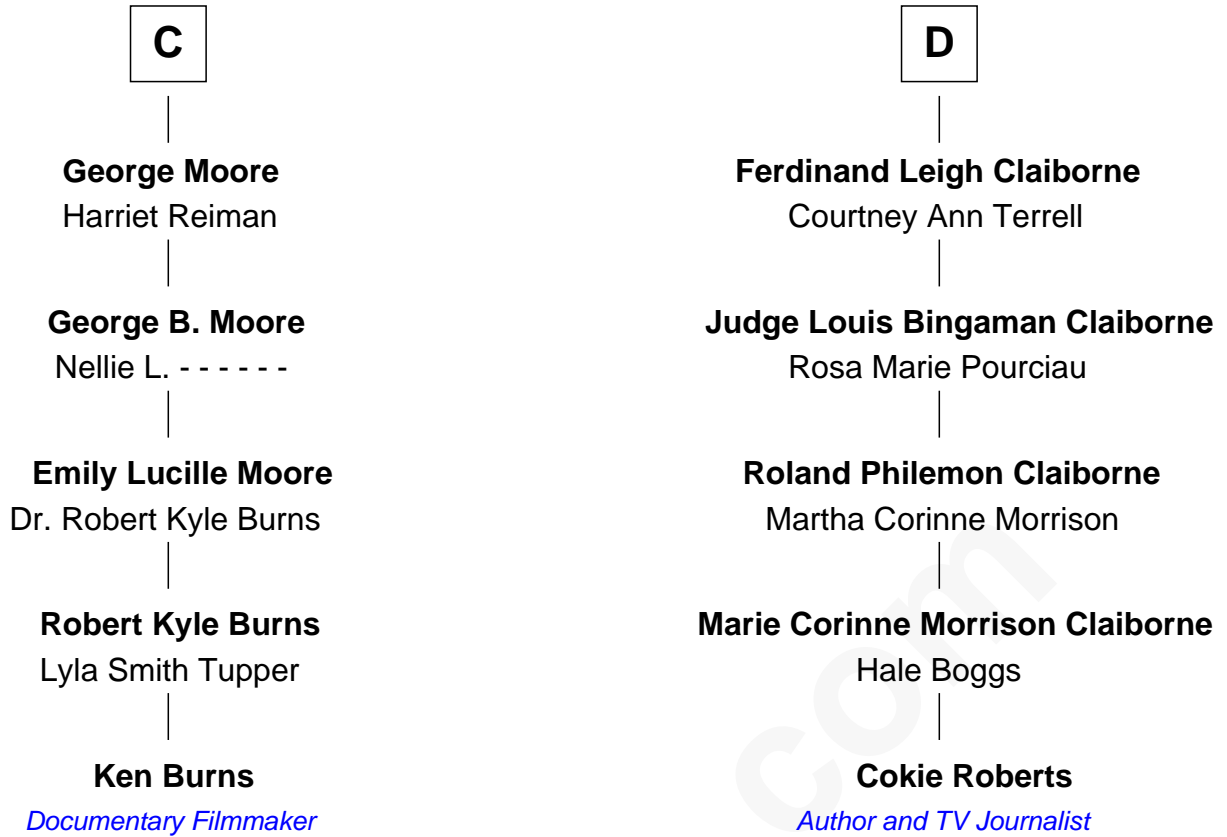 C
George Moore
Harriet Reiman
George B. Moore
Nellie L. - - - - - -
Emily Lucille Moore
Dr. Robert Kyle Burns
Robert Kyle Burns
Lyla Smith Tupper
Ken Burns
Documentary Filmmaker
D
Ferdinand Leigh Claiborne
Courtney Ann Terrell
Judge Louis Bingaman Claiborne
Rosa Marie Pourciau
Roland Philemon Claiborne
Martha Corinne Morrison
Marie Corinne Morrison Claiborne
Hale Boggs
Cokie Roberts
Author and TV Journalist
com